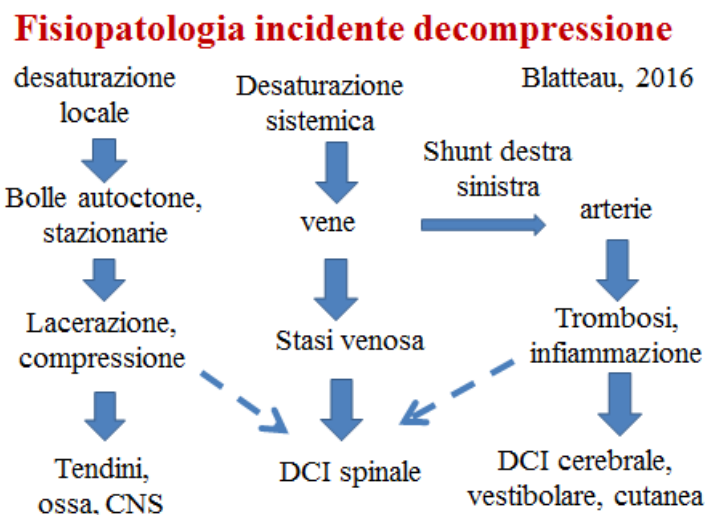 Fisiopatologia incidente decompressione
desaturazione
locale
Desaturazione
sistemica
Blatteau, 2016
Shunt destra
sinistra
Bolle autoctone,
stazionarie
vene
arterie
Lacerazione,
compressione
Stasi venosa
Trombosi,
infiammazione
Tendini,
ossa, CNS
DCI spinale
DCI cerebrale,
vestibolare, cutanea